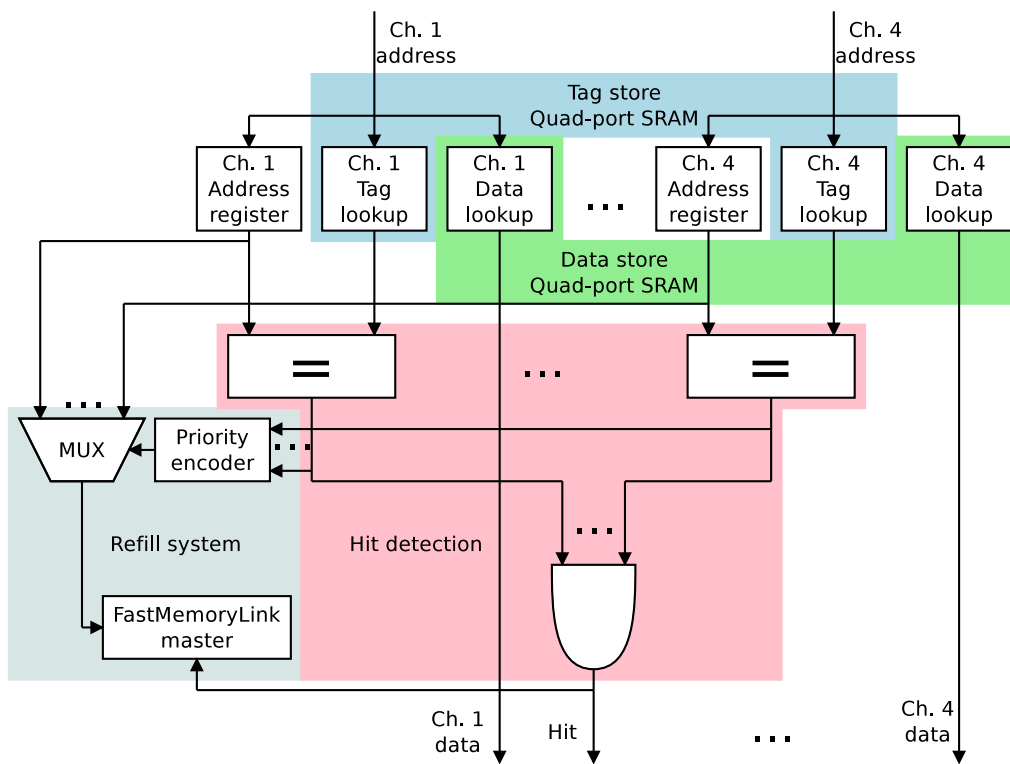 Ch. 1
address
Ch. 4
address
Tag store
Quad-port SRAM
Ch. 1
Address
register
Ch. 1
Tag
lookup
Ch. 1
Data
lookup
...
Ch. 4
Address
register
Ch. 4
Tag
lookup
Ch. 4
Data
lookup
Data store
Quad-port SRAM
=
...
=
...
MUX
Priority
encoder
...
...
Refill system
Hit detection
FastMemoryLink
master
Ch. 1
data
Hit
...
Ch. 4
data